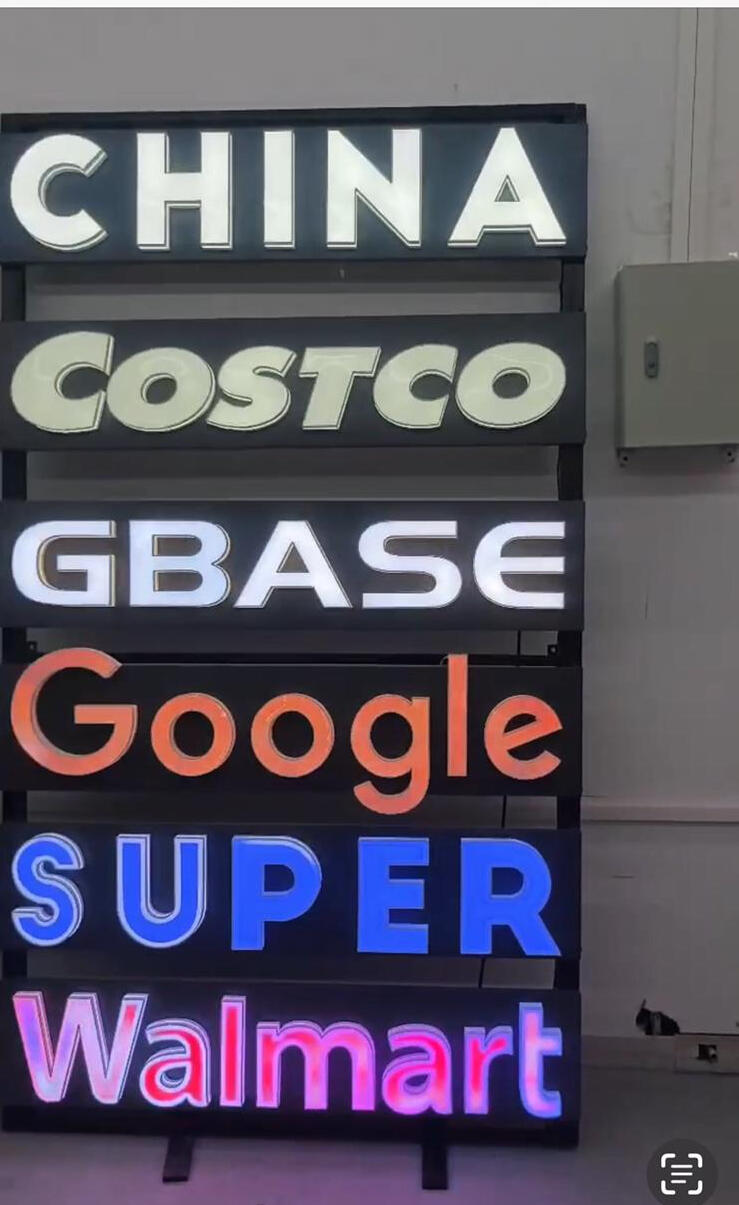 CHINA
COSTCO
GBASE
Google
SUPER
Walmart